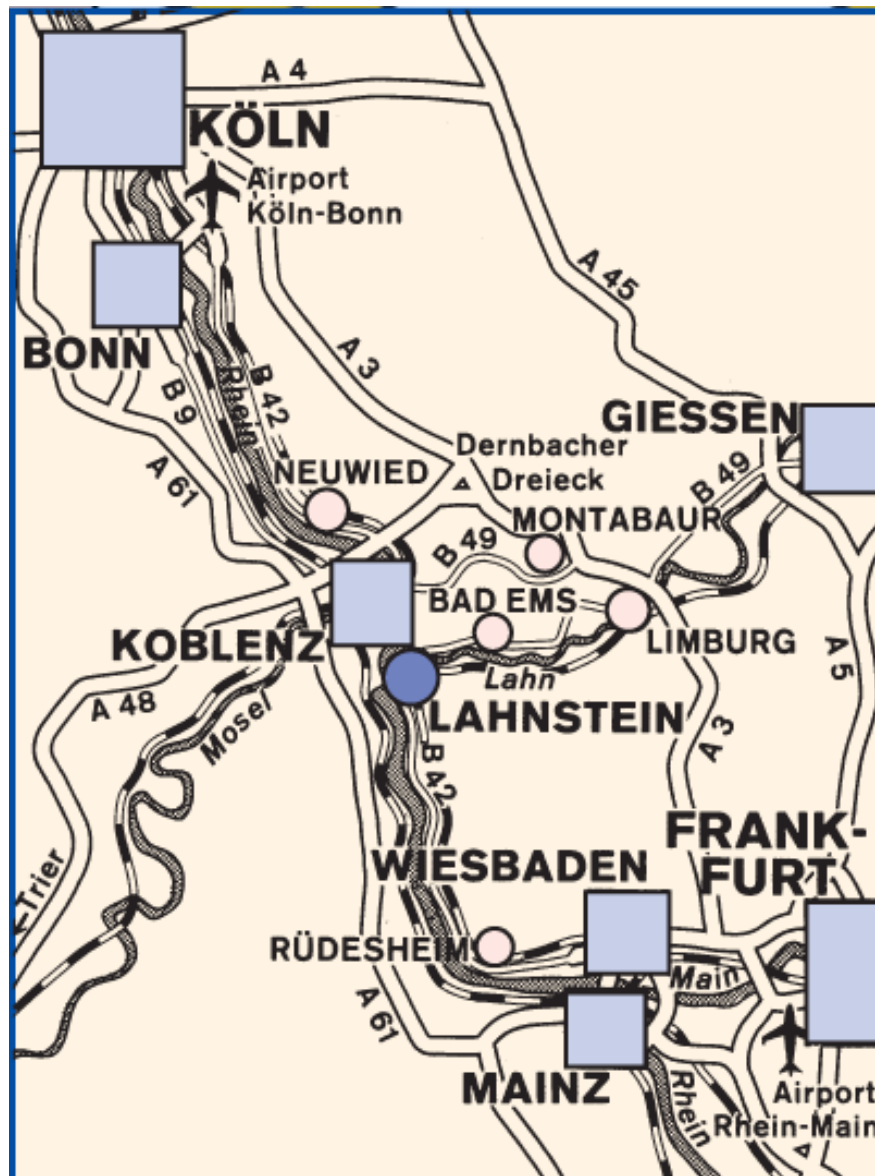 A 4
KÖLN
Airport
Köln-Bonn
A 45
BONN
A 3
Rhein
B 42
B 9
GIESSEN
Dernbacher
Dreieck
A 61
NEUWIED
B 49
MONTABAUR
B 49
BAD EMS
KOBLENZ
LIMBURG
A 5
Lahn
A 48
Mosel
LAHNSTEIN
A 3
B 42
FRANK-
FURT
WIESBADEN
←Trier
RÜDESHEIM
Main
A 61
MAINZ
Rhein
Airport
Rhein-Main